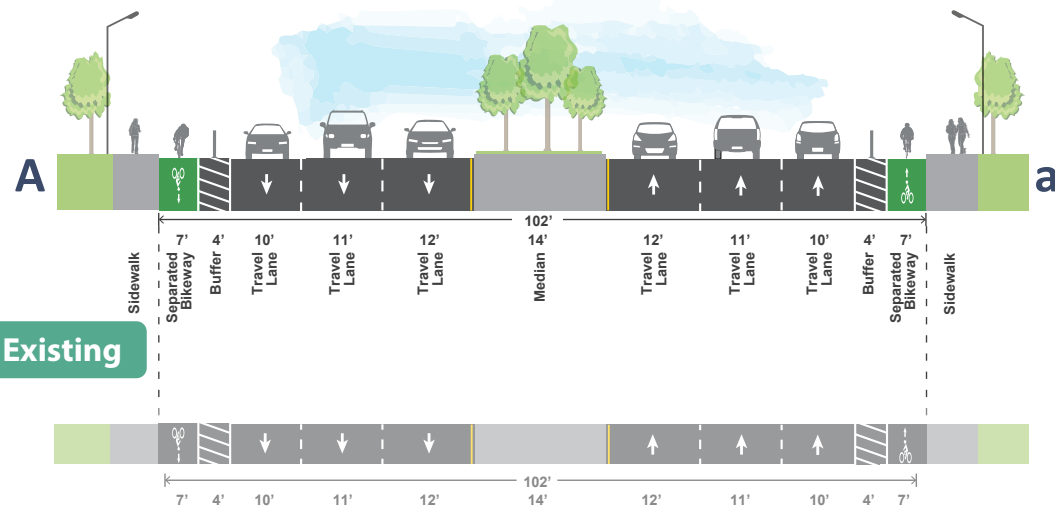 A
a
102’
7’ 4’ 10’ 11’ 12’ 14’ 12’ 11’ 10’ 4’ 7’
Sidewalk
Separated
Bikeway
Buffer
Travel
Lane
Travel
Lane
Travel
Lane
Median
Travel
Lane
Travel
Lane
Travel
Lane
Buffer
Separated
Bikeway
Sidewalk
Existing
102’
7’ 4’ 10’ 11’ 12’ 14’ 12’ 11’ 10’ 4’ 7’